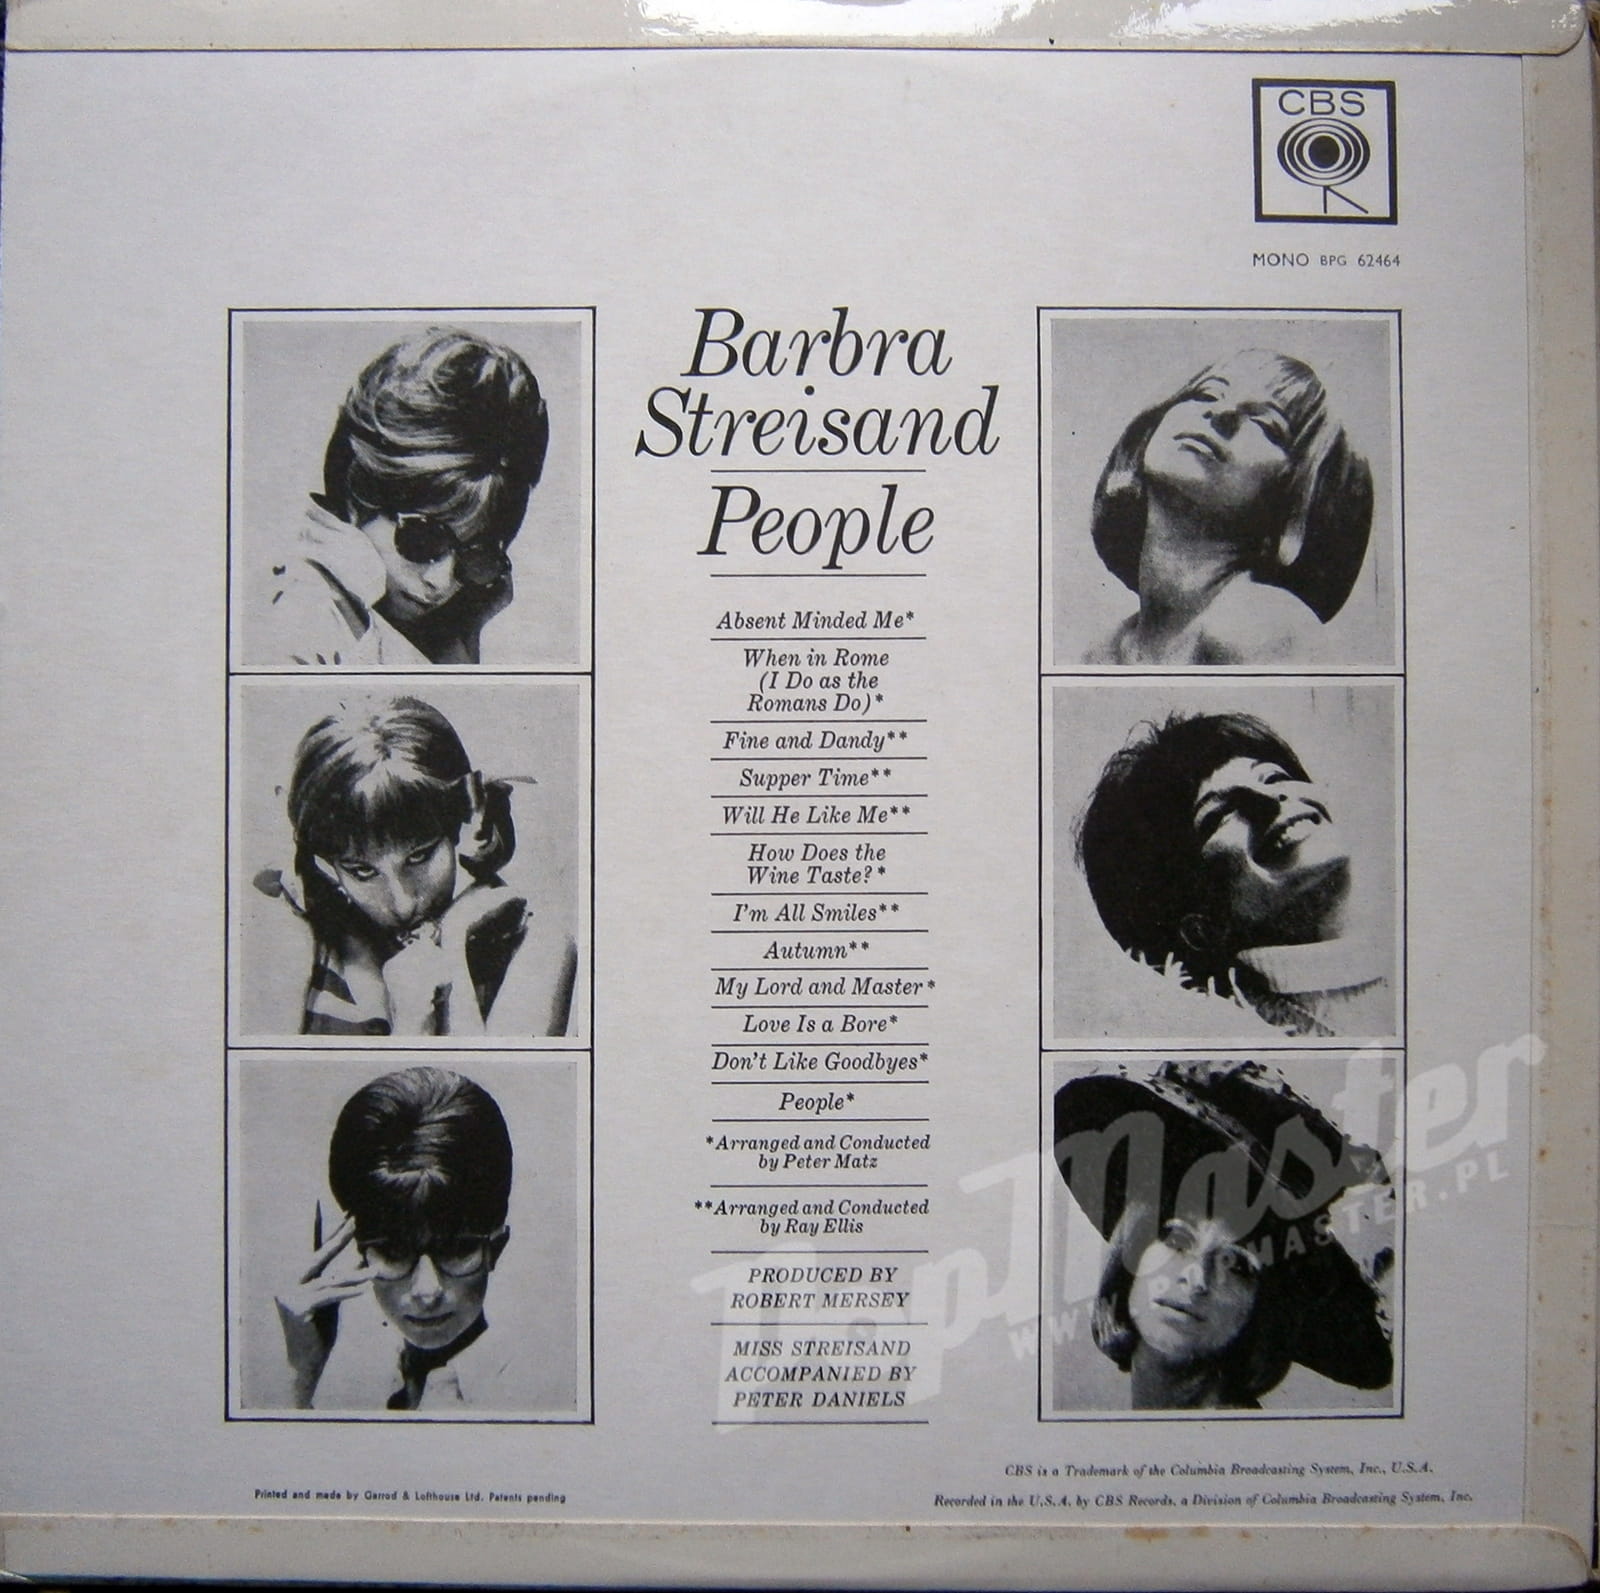 CBS
MONO BPG 62464
Barbra
Streisand
People
Absent Minded Me*
When in Rome
(I Do as the
Romans Do)*
Fine and Dandy**
Supper Time**
Will He Like Me**
How Does the
Wine Taste?*
I'm All Smiles**
Autumn**
My Lord and Master*
Love Is a Bore*
Don't Like Goodbyes*
People*
*Arranged and Conducted
by Peter Matz
**Arranged and Conducted
by Ray Ellis
PRODUCED BY
ROBERT MERSEY
MISS STREISAND
ACCOMPANIED BY
PETER DANIELS
PopMaster
WWW.POPMASTER.PL
CBS is a Trademark of the Columbia Broadcasting System, Inc., U.S.A.
Printed and made by Garrod & Lofthouse Ltd. Patents pending
Recorded in the U.S.A. by CBS Records, a Division of Columbia Broadcasting System, Inc.